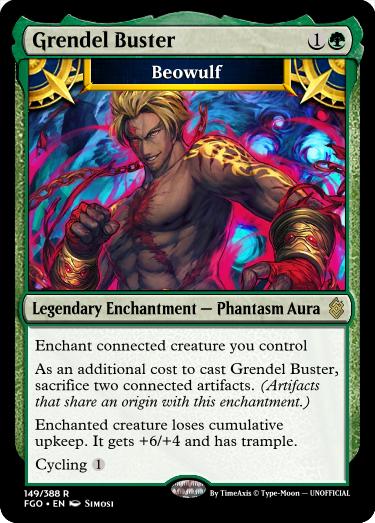 Grendel Buster 1
Beowulf
Legendary Enchantment — Phantasm Aura
Enchant connected creature you control
As an additional cost to cast Grendel Buster,
sacrifice two connected artifacts. (Artifacts
that share an origin with this enchantment.)
Enchanted creature loses cumulative
upkeep. It gets +6/+4 and has trample.
Cycling 1
149/388 R
FGO • EN SIMOSI
By TimeAxis © Type-Moon — UNOFFICIAL